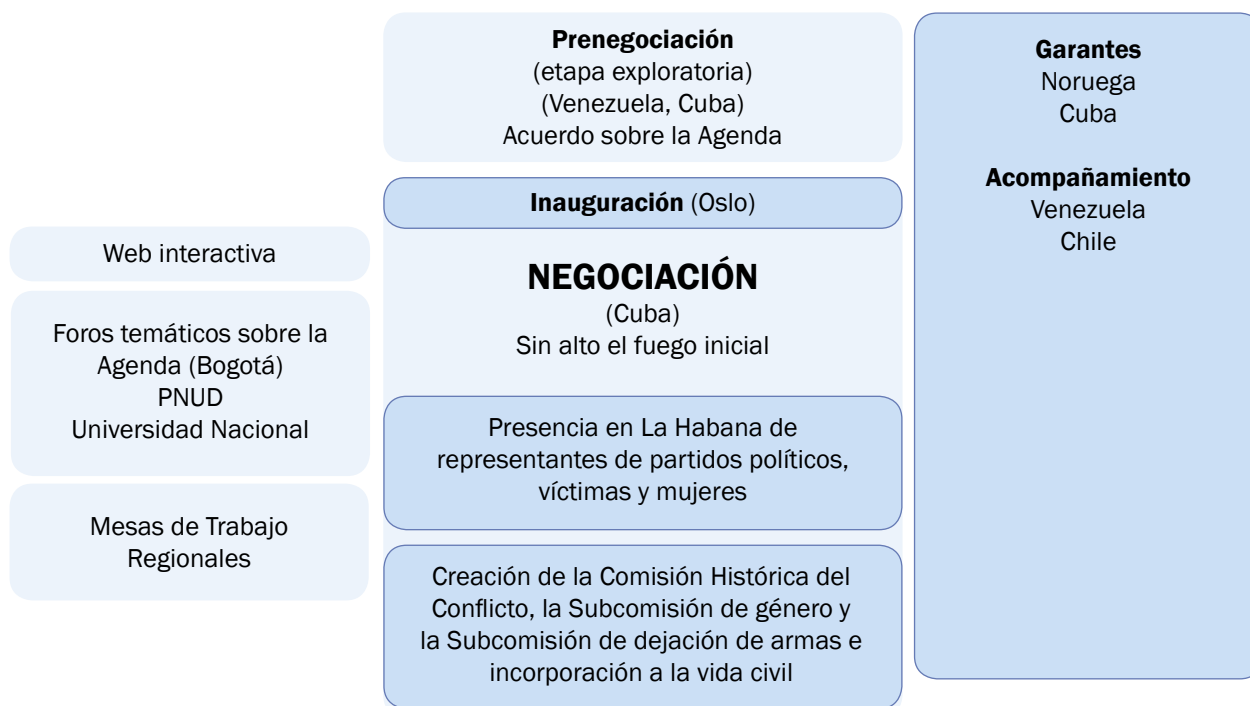 Prenegociación
(etapa exploratoria)
(Venezuela, Cuba)
Acuerdo sobre la Agenda
Inauguración (Oslo)
NEGOCIACIÓN
(Cuba)
Sin alto el fuego inicial
Presencia en La Habana de
representantes de partidos políticos,
víctimas y mujeres
Creación de la Comisión Histórica del
Conflicto, la Subcomisión de género y
la Subcomisión de dejación de armas e
incorporación a la vida civil
Web interactiva
Foros temáticos sobre la
Agenda (Bogotá)
PNUD
Universidad Nacional
Mesas de Trabajo
Regionales
Garantes
Noruega
Cuba
Acompañamiento
Venezuela
Chile